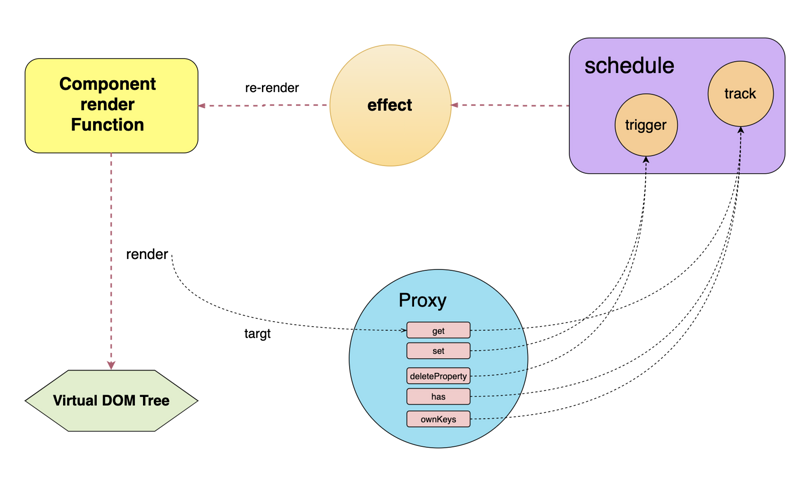 Component
render
Function
re-render
effect
schedule
trigger
track
render
targt
Proxy
get
set
deleteProperty
has
ownKeys
Virtual DOM Tree